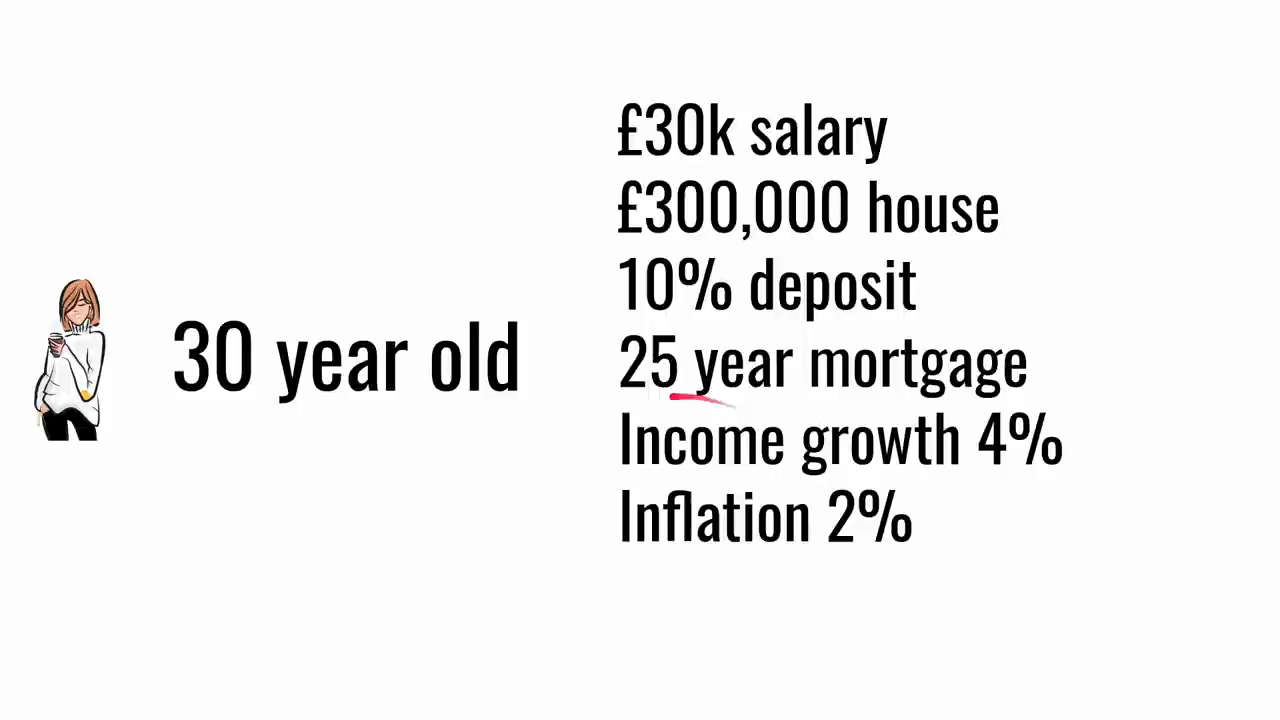 30 year old
£30k salary
£300,000 house
10% deposit
25 year mortgage
Income growth 4%
Inflation 2%